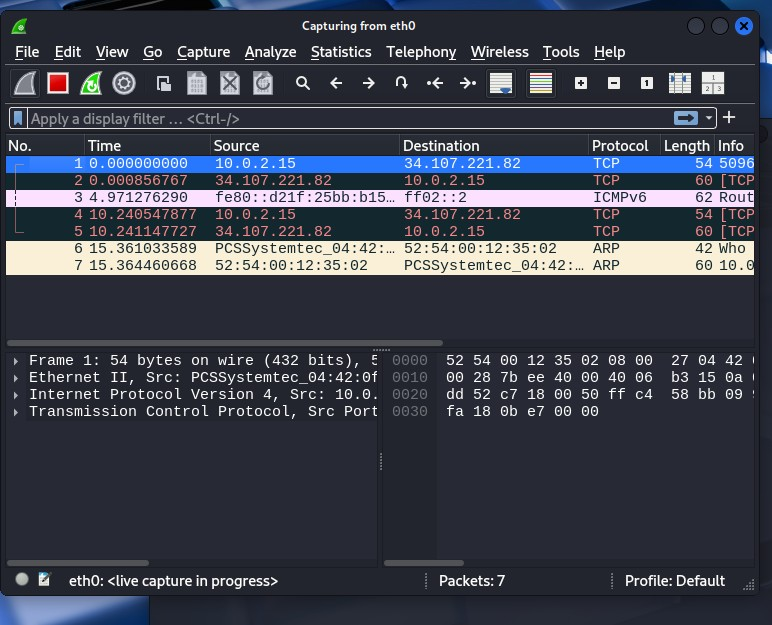 Capturing from eth0
File Edit View Go Capture Analyze Statistics Telephony Wireless Tools Help
Apply a display filter ... <Ctrl-/>
No. Time Source Destination Protocol Length Info
1 0.000000000 10.0.2.15 34.107.221.82 TCP 54 5096
2 0.000856767 34.107.221.82 10.0.2.15 TCP 60 [TCP
3 4.971276290 fe80::d21f:25bb:b15… ff02::2 ICMPv6 62 Rout
4 10.240547877 10.0.2.15 34.107.221.82 TCP 54 [TCP
5 10.241147727 34.107.221.82 10.0.2.15 TCP 60 [TCP
6 15.361033589 PCSSystemtec_04:42:… 52:54:00:12:35:02 ARP 42 Who
7 15.364460668 52:54:00:12:35:02 PCSSystemtec_04:42:… ARP 60 10.0
Frame 1: 54 bytes on wire (432 bits), 5
Ethernet II, Src: PCSSystemtec_04:42:0f
Internet Protocol Version 4, Src: 10.0.
Transmission Control Protocol, Src Port
0000 52 54 00 12 35 02 08 00 27 04 42
0010 00 28 7b ee 40 00 40 06 b3 15 0a
0020 dd 52 c7 18 00 50 ff c4 58 bb 09
0030 fa 18 0b e7 00 00
eth0: <live capture in progress> Packets: 7 Profile: Default